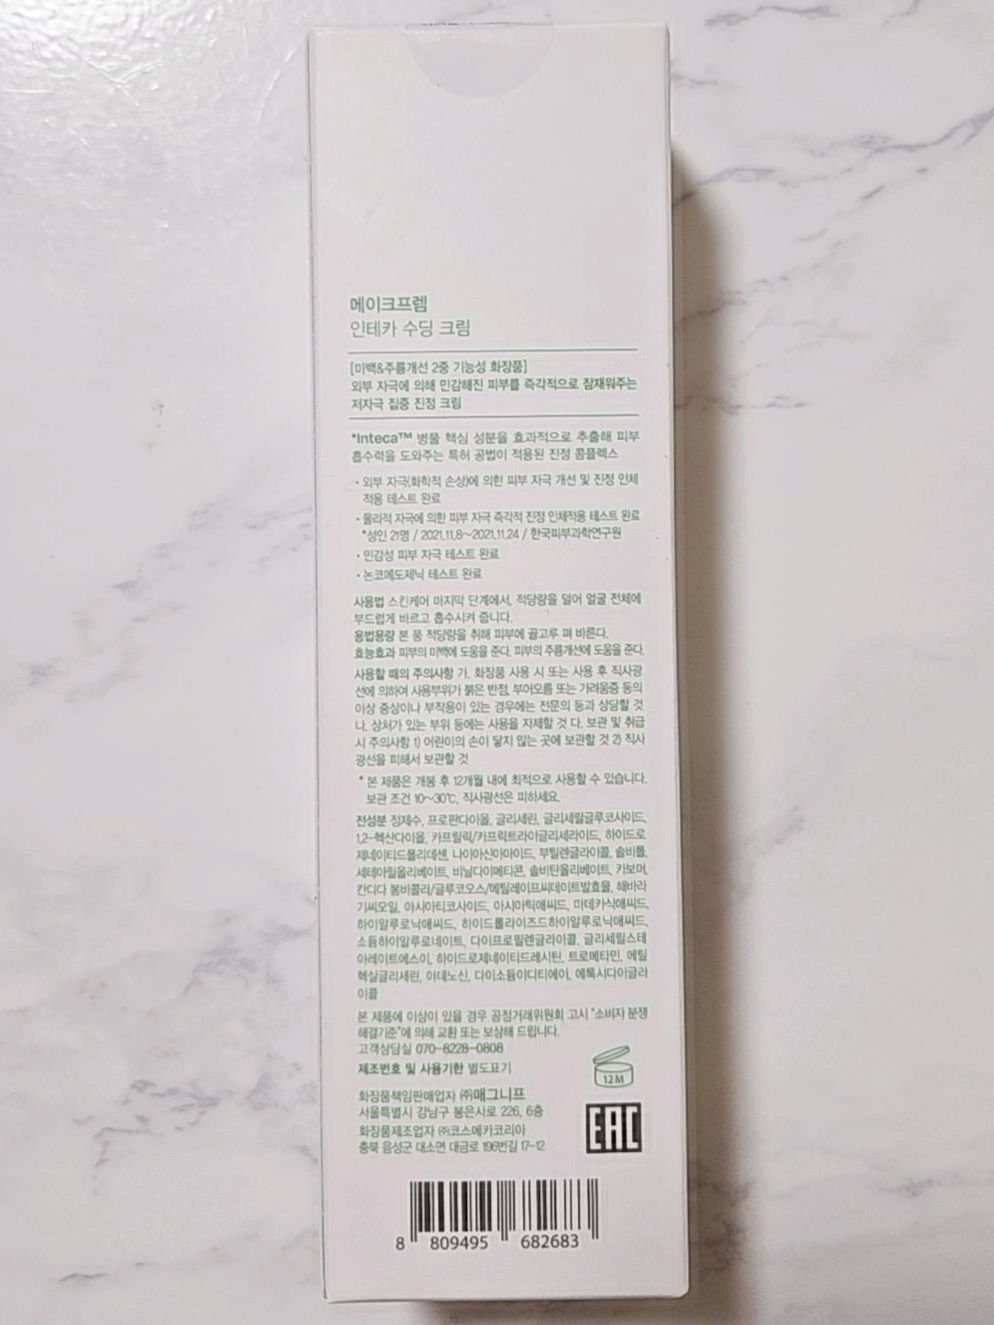 메이크프렘
인테카 수딩 크림
[미백&주름개선 2중 기능성 화장품]
외부 자극에 의해 민감해진 피부를 즉각적으로 잠재워주는
저자극 집중 진정 크림
*Inteca™ 병풀 핵심 성분을 효과적으로 추출해 피부
흡수력을 도와주는 특허 공법이 적용된 진정 콤플렉스
• 외부 자극(화학적 손상)에 의한 피부 자극 개선 및 진정 인체
적용 테스트 완료
• 물리적 자극에 의한 피부 자극 즉각적 진정 인체적용 테스트 완료
*성인 21명 / 2021.11.8~2021.11.24 / 한국피부과학연구원
• 민감성 피부 자극 테스트 완료
• 논코메도제닉 테스트 완료
사용법 스킨케어 마지막 단계에서, 적당량을 덜어 얼굴 전체에
부드럽게 바르고 흡수시켜 줍니다.
용법용량 본 품 적당량을 취해 피부에 골고루 펴 바른다.
효능효과 피부의 미백에 도움을 준다. 피부의 주름개선에 도움을 준다.
사용할 때의 주의사항 가. 화장품 사용 시 또는 사용 후 직사광
선에 의하여 사용부위가 붉은 반점, 부어오름 또는 가려움증 등의
이상 증상이나 부작용이 있는 경우에는 전문의 등과 상담할 것
나. 상처가 있는 부위 등에는 사용을 자제할 것 다. 보관 및 취급
시 주의사항 1) 어린이의 손이 닿지 않는 곳에 보관할 것 2) 직사
광선을 피해서 보관할 것
* 본 제품은 개봉 후 12개월 내에 최적으로 사용할 수 있습니다.
보관 조건 10~30℃, 직사광선은 피하세요.
전성분 정제수, 프로판다이올, 글리세린, 글리세릴글루코사이드,
1,2-헥산다이올, 카프릴릭/카프릭트라이글리세라이드, 하이드로
제네이티드폴리데센, 나이아신아마이드, 부틸렌글라이콜, 솔비톨,
세테아릴올리베이트, 비닐다이메티콘, 솔비탄올리베이트, 카보머,
칸디다 봄비콜라/글루코오스/메틸레이프씨데이트발효물, 해바라
기씨오일, 아시아티코사이드, 아시아틱애씨드, 마데카식애씨드,
하이알루로닉애씨드, 하이드롤라이즈드하이알루로닉애씨드,
소듐하이알루로네이트, 다이프로필렌글라이콜, 글리세릴스테
아레이트에스이, 하이드로제네이티드레시틴, 트로메타민, 에틸
헥실글리세린, 아데노신, 다이소듐이디티에이, 에톡시다이글라
이콜
본 제품에 이상이 있을 경우 공정거래위원회 고시 "소비자 분쟁
해결기준"에 의해 교환 또는 보상해 드립니다.
고객상담실 070-8228-0808
제조번호 및 사용기한 별도표기
12M
화장품책임판매업자 ㈜매그니프
서울특별시 강남구 봉은사로 226, 6층
화장품제조업자 ㈜코스메카코리아
충북 음성군 대소면 대금로 196번길 17-12
EAC
8 809495 682683